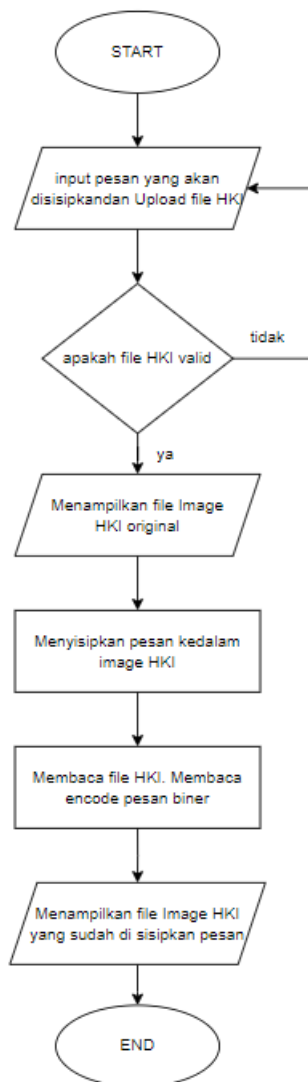 START
input pesan yang akan
disisipkandan Upload file HKI
apakah file HKI valid
tidak
ya
Menampilkan file Image
HKI original
Menyisipkan pesan kedalam
image HKI
Membaca file HKI. Membaca
encode pesan biner
Menampilkan file Image HKI
yang sudah di sisipkan pesan
END